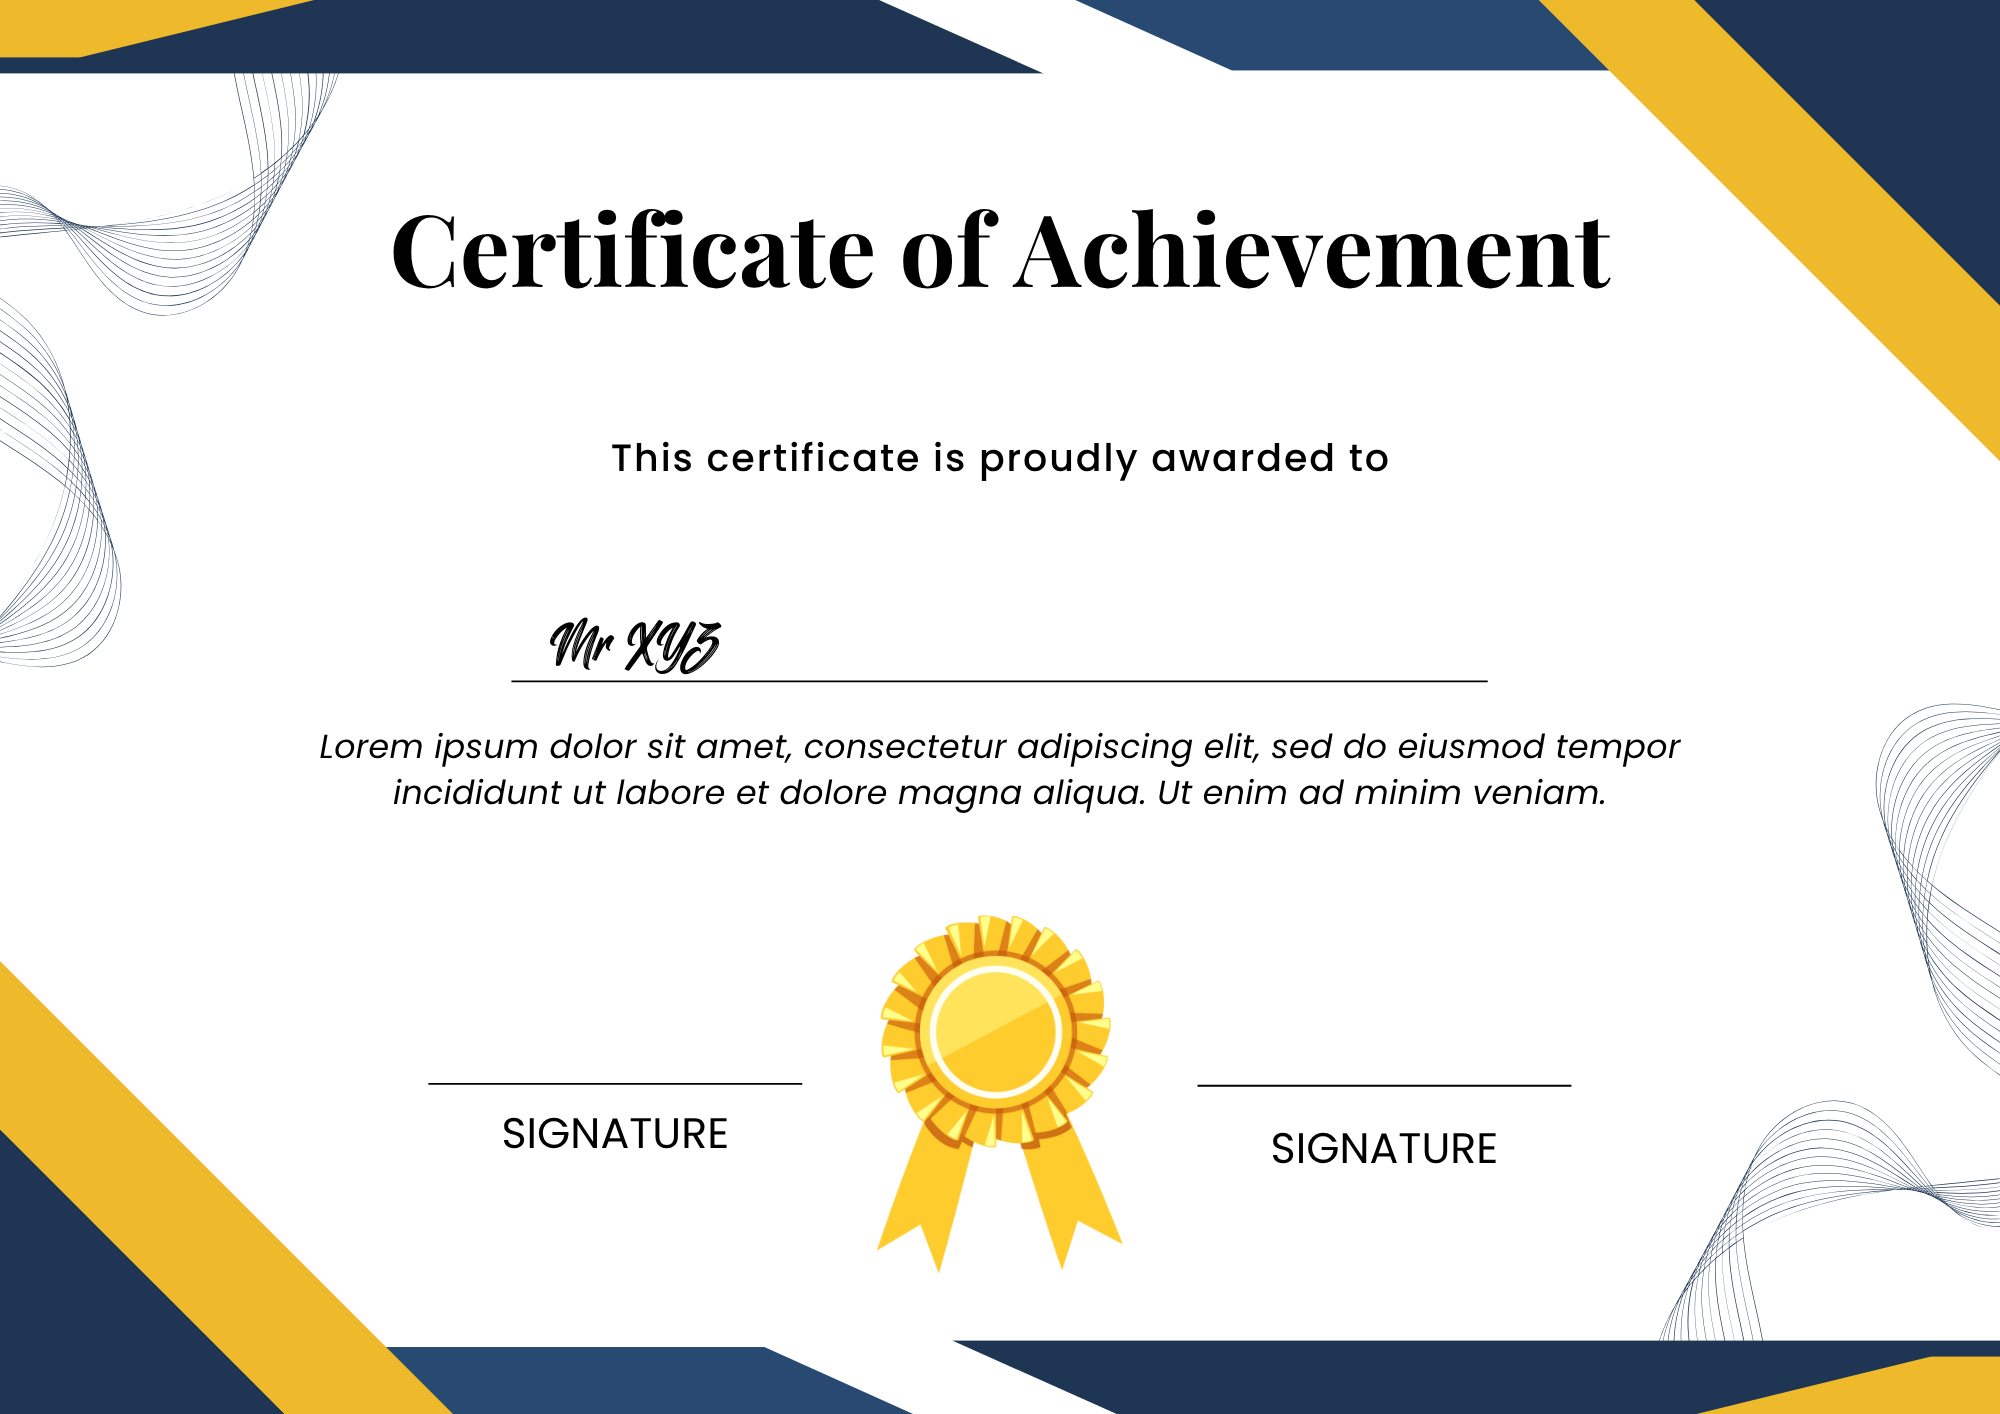 Certificate of Achievement
This certificate is proudly awarded to
Mr XYZ
Lorem ipsum dolor sit amet, consectetur adipiscing elit, sed do eiusmod tempor
incididunt ut labore et dolore magna aliqua. Ut enim ad minim veniam.
SIGNATURE
SIGNATURE